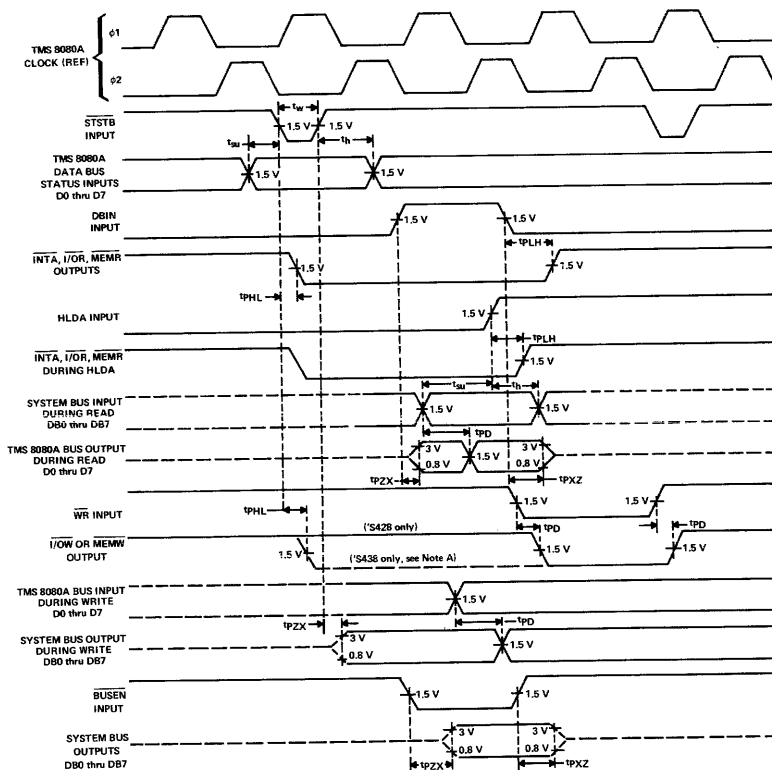 TMS 8080A
CLOCK (REF)
ϕ1
ϕ2
STSTB
INPUT
tw
1.5 V
1.5 V
tsu
th
TMS 8080A
DATA BUS
STATUS INPUTS
D0 thru D7
1.5 V
1.5 V
DBIN
INPUT
1.5 V
1.5 V
tPLH
INTA, I/OR, MEMR
OUTPUTS
1.5 V
1.5 V
tPHL
HLDA INPUT
1.5 V
tPLH
INTA, I/OR, MEMR
DURING HLDA
1.5 V
tsu
th
SYSTEM BUS INPUT
DURING READ
DB0 thru DB7
1.5 V
1.5 V
tPD
TMS 8080A BUS OUTPUT
DURING READ
D0 thru D7
3 V
0.8 V
1.5 V
3 V
0.8 V
tPZX
tPXZ
WR INPUT
1.5 V
1.5 V
tPHL
tPD
tPD
I/OW OR MEMW
OUTPUT
('S428 only)
1.5 V
('S438 only, see Note A)
1.5 V
1.5 V
TMS 8080A BUS INPUT
DURING WRITE
D0 thru D7
1.5 V
tPZX
tPD
SYSTEM BUS OUTPUT
DURING WRITE
DB0 thru DB7
3 V
0.8 V
1.5 V
BUSEN
INPUT
1.5 V
1.5 V
SYSTEM BUS
OUTPUTS
DB0 thru DB7
3 V
0.8 V
3 V
0.8 V
tPZX
tPXZ